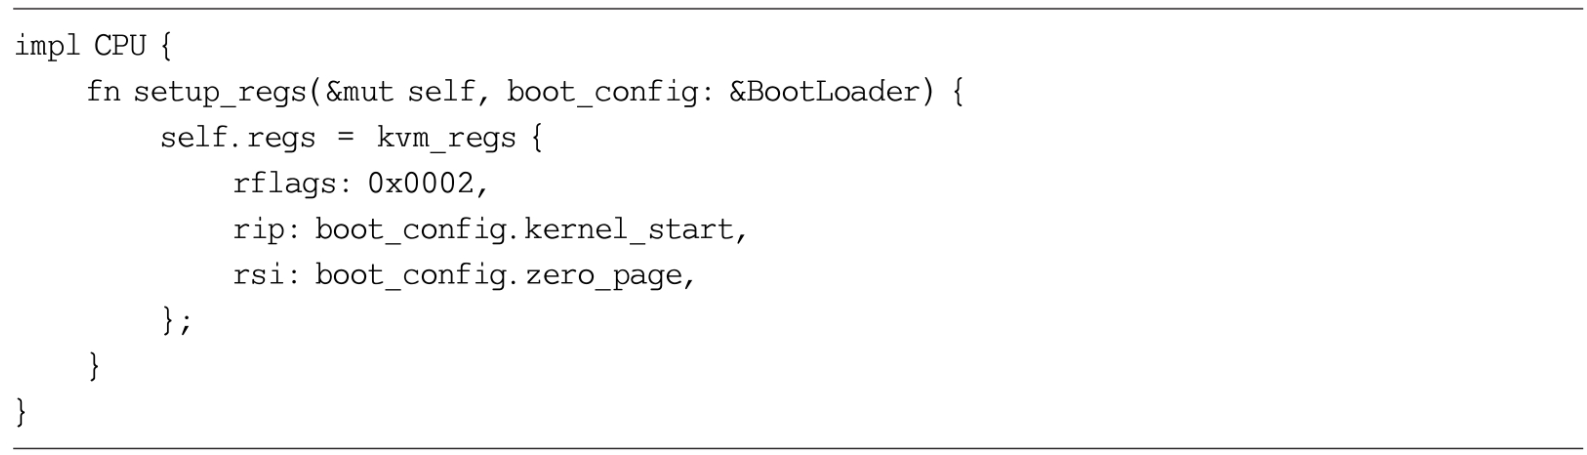 impl CPU {
    fn setup_regs(&mut self, boot_config: &BootLoader) {
        self.regs = kvm_regs {
            rflags: 0x0002,
            rip: boot_config.kernel_start,
            rsi: boot_config.zero_page,
        };
    }
}